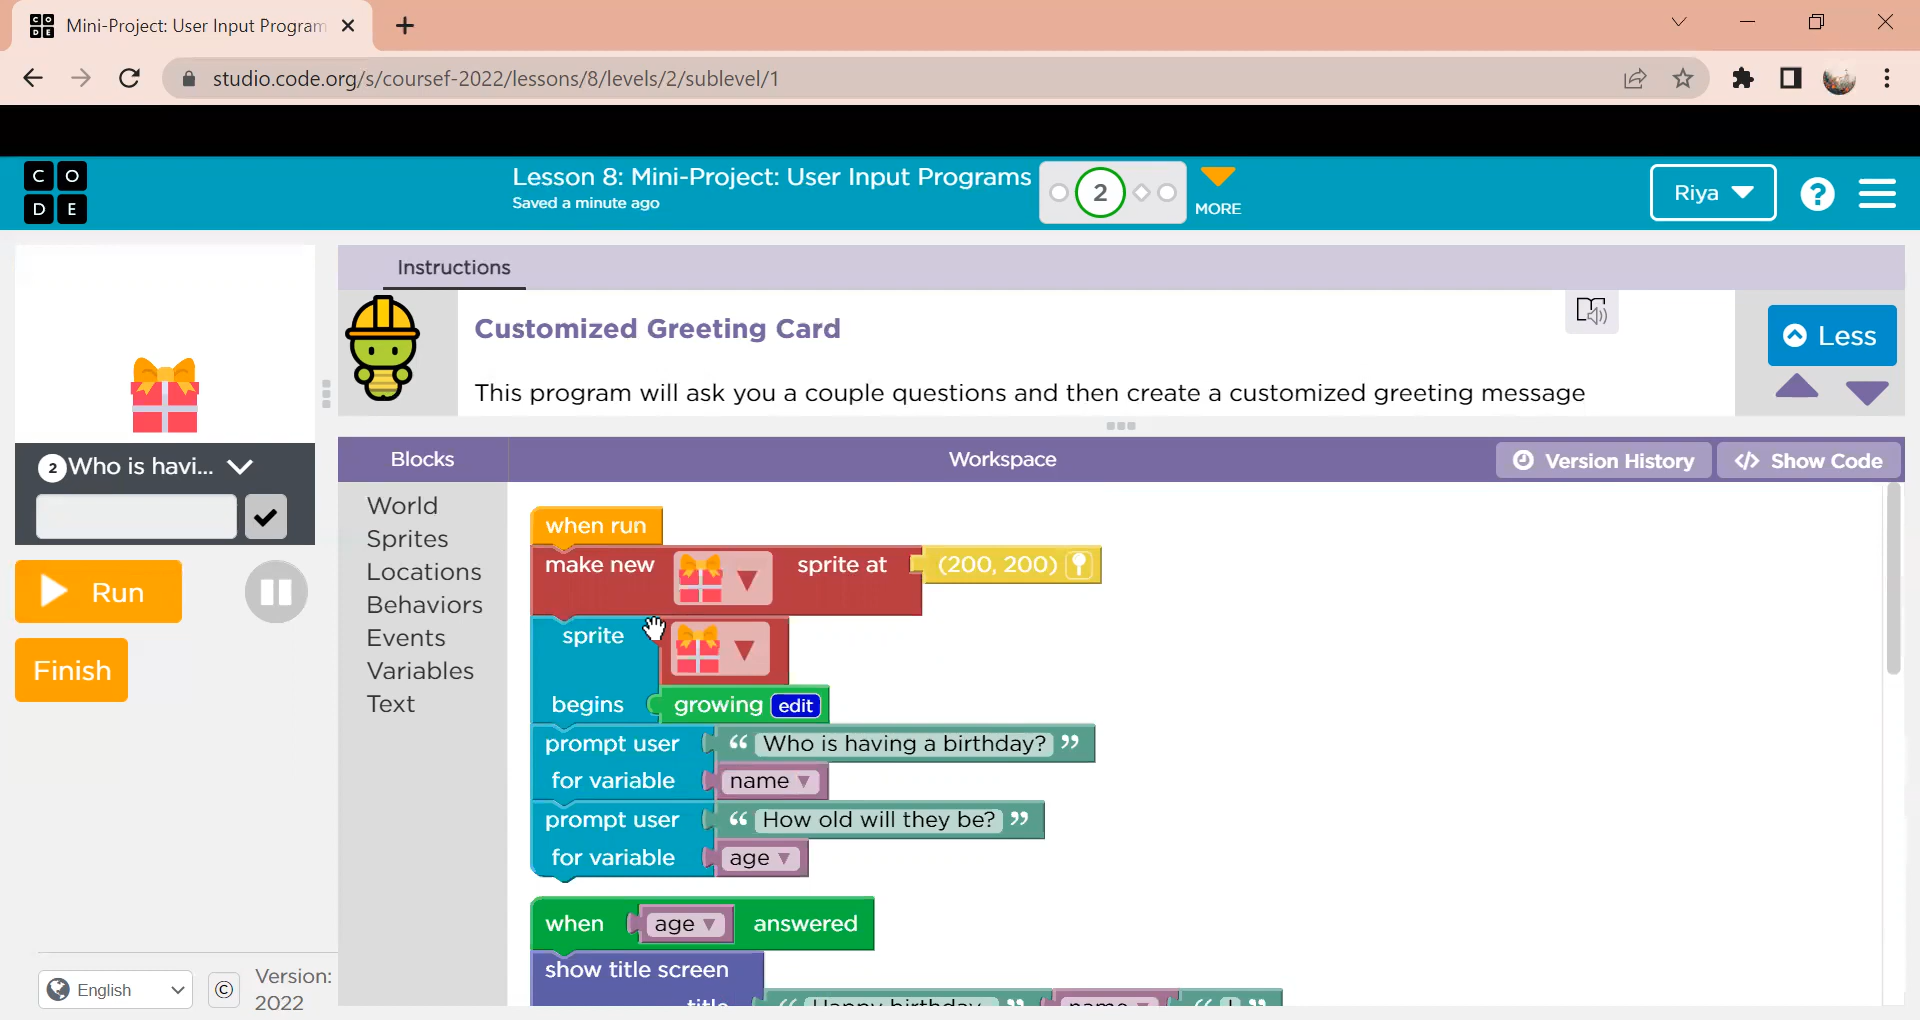 Mini-Project: User Input Program
studio.code.org/s/coursef-2022/lessons/8/levels/2/sublevel/1
C O
D E
Lesson 8: Mini-Project: User Input Programs
Saved a minute ago
2
MORE
Riya
?
Instructions
Customized Greeting Card
This program will ask you a couple questions and then create a customized greeting message
Less
2 Who is havi...
Run
Finish
Blocks
Workspace
Version History
</> Show Code
World
Sprites
Locations
Behaviors
Events
Variables
Text
when run
make new sprite at (200, 200)
sprite
begins growing edit
prompt user “ Who is having a birthday? ”
for variable name
prompt user “ How old will they be? ”
for variable age
when age answered
show title screen
title “ Happy birthday ” name “ ! ”
English
©
Version:
2022